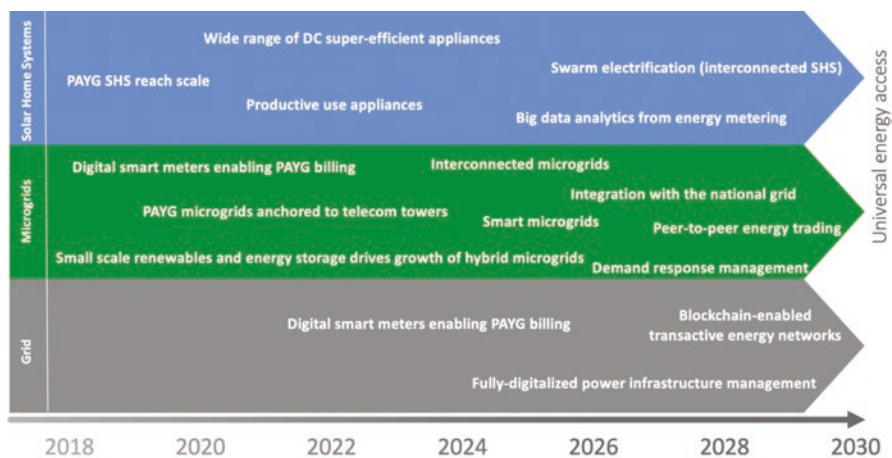 Solar Home Systems
Wide range of DC super-efficient appliances
Swarm electrification (interconnected SHS)
PAYG SHS reach scale
Productive use appliances
Big data analytics from energy metering
Microgrids
Digital smart meters enabling PAYG billing
Interconnected microgrids
Integration with the national grid
PAYG microgrids anchored to telecom towers
Smart microgrids
Peer-to-peer energy trading
Small scale renewables and energy storage drives growth of hybrid microgrids
Demand response management
Grid
Digital smart meters enabling PAYG billing
Blockchain-enabled
transactive energy networks
Fully-digitalized power infrastructure management
Universal energy access
2018 2020 2022 2024 2026 2028 2030